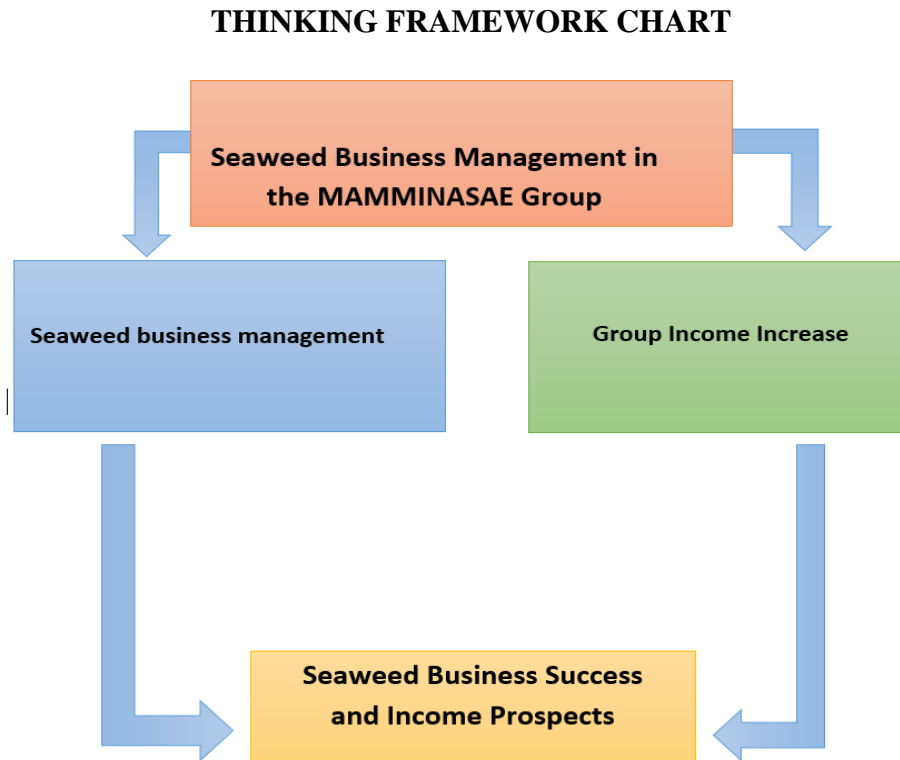 THINKING FRAMEWORK CHART
Seaweed Business Management in
the MAMMINASAE Group
Seaweed business management
Group Income Increase
Seaweed Business Success
and Income Prospects